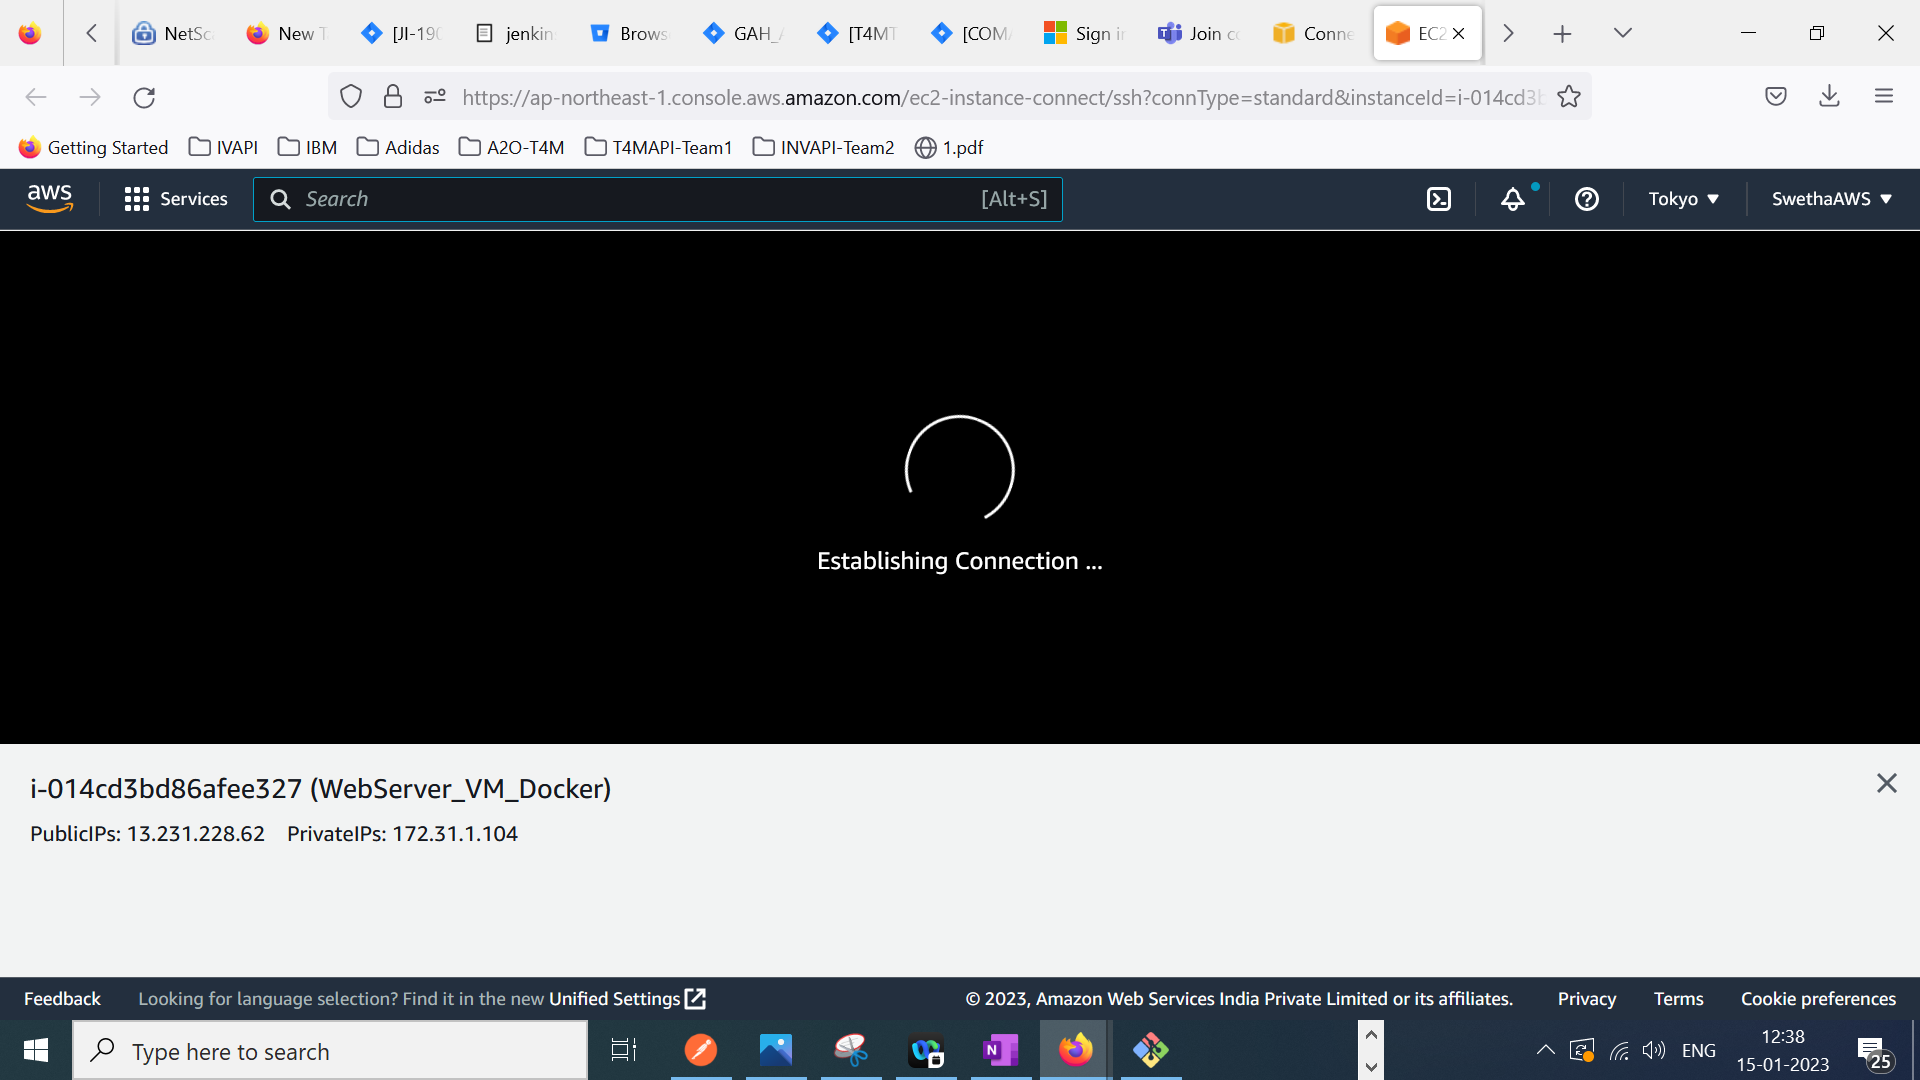 NetSc New T [JI-190 jenkin Brows GAH_A [T4MT [COMA Sign in Join co Conne EC2
https://ap-northeast-1.console.aws.amazon.com/ec2-instance-connect/ssh?connType=standard&instanceId=i-014cd3b
Getting Started IVAPI IBM Adidas A2O-T4M T4MAPI-Team1 INVAPI-Team2 1.pdf
aws Services Search [Alt+S] Tokyo SwethaAWS
Establishing Connection ...
i-014cd3bd86afee327 (WebServer_VM_Docker)
PublicIPs: 13.231.228.62 PrivateIPs: 172.31.1.104
Feedback Looking for language selection? Find it in the new Unified Settings © 2023, Amazon Web Services India Private Limited or its affiliates. Privacy Terms Cookie preferences
Type here to search N ENG 12:38
15-01-2023 25